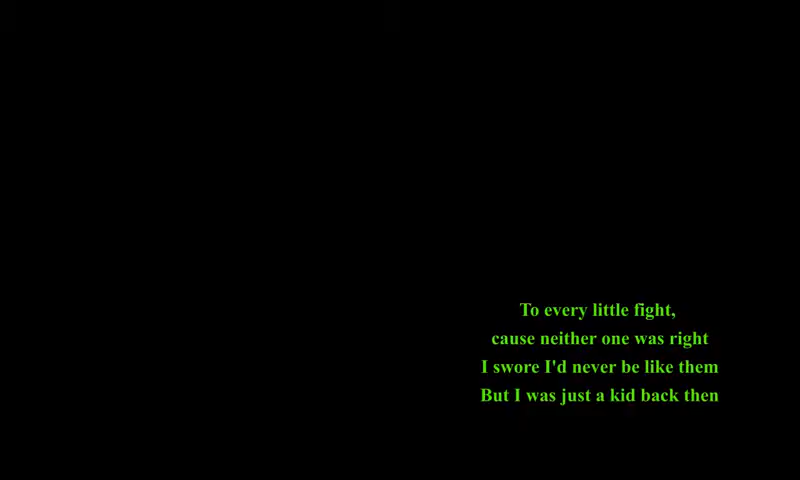 To every little fight,
cause neither one was right
I swore I'd never be like them
But I was just a kid back then